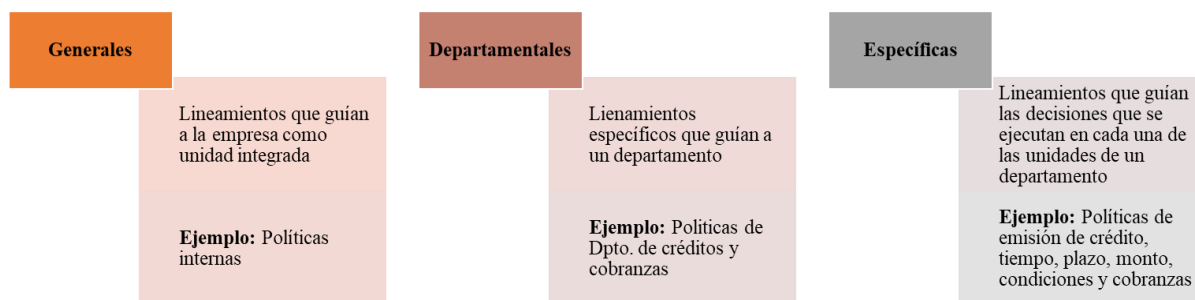 Generales
Lineamientos que guían
a la empresa como
unidad integrada
Ejemplo: Políticas
internas
Departamentales
Lienamientos
específicos que guían a
un departamento
Ejemplo: Politicas de
Dpto. de créditos y
cobranzas
Específicas
Lineamientos que guían
las decisiones que se
ejecutan en cada una de
las unidades de un
departamento
Ejemplo: Políticas de
emisión de crédito,
tiempo, plazo, monto,
condiciones y cobranzas